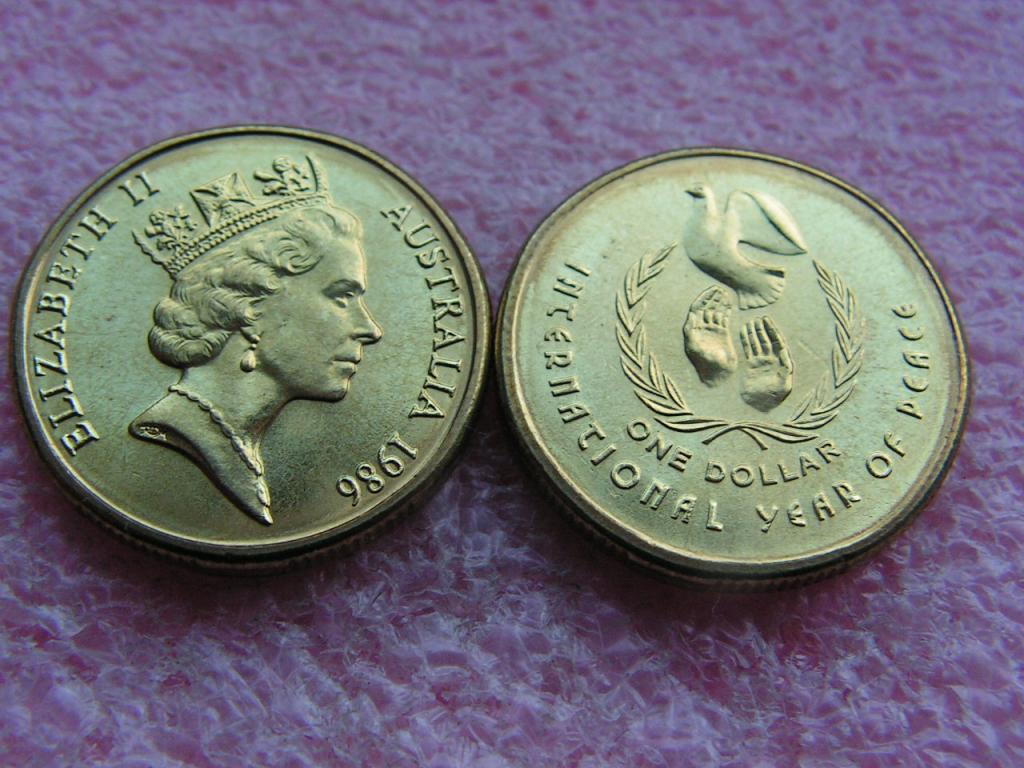 ELIZABETH II
AUSTRALIA 1986
ONE DOLLAR
INTERNATIONAL YEAR OF PEACE